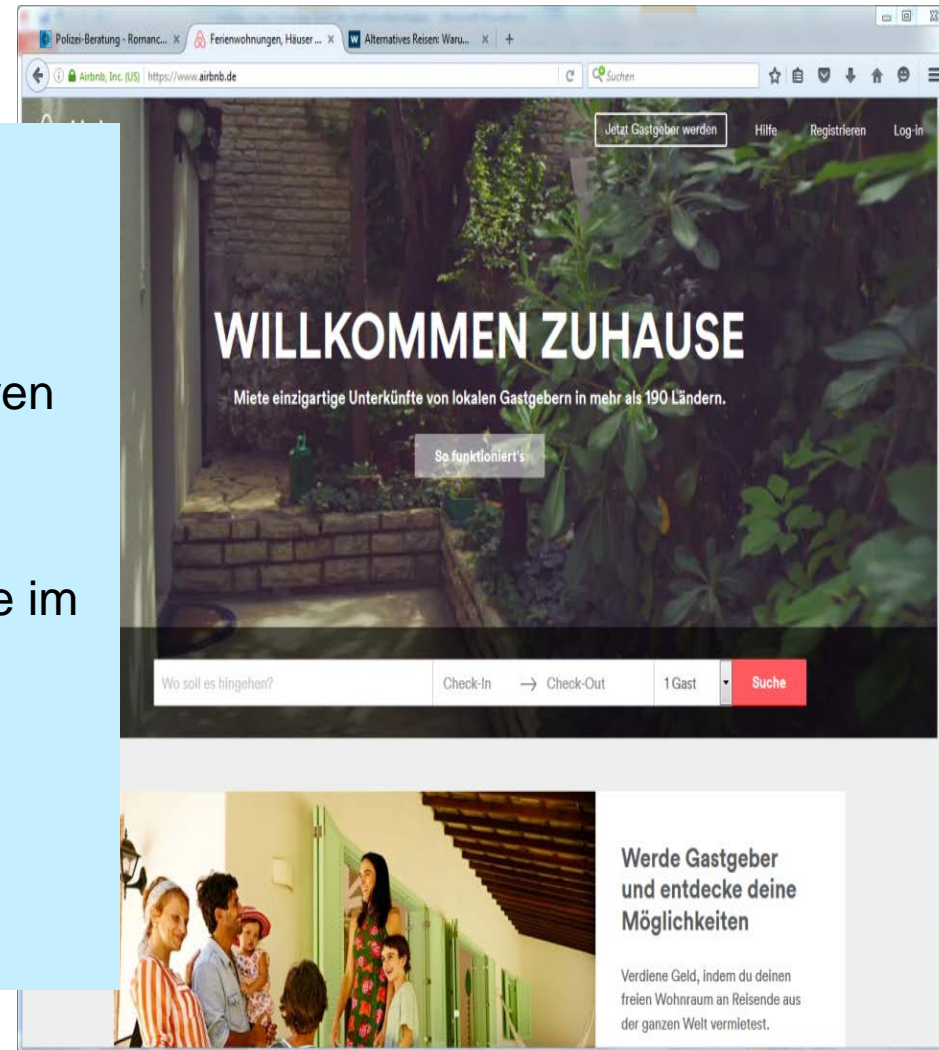 Polizei-Beratung - Romanc...
Ferienwohnungen, Häuser ...
Alternatives Reisen: Waru...
Airbnb, Inc. (US) https://www.airbnb.de
Suchen
Jetzt Gastgeber werden Hilfe Registrieren Log-in
WILLKOMMEN ZUHAUSE
Miete einzigartige Unterkünfte von lokalen Gastgebern in mehr als 190 Ländern.
So funktioniert's
en
e im
Wo soll es hingehen? Check-In → Check-Out 1 Gast Suche
Werde Gastgeber
und entdecke deine
Möglichkeiten
Verdiene Geld, indem du deinen
freien Wohnraum an Reisende aus
der ganzen Welt vermietest.